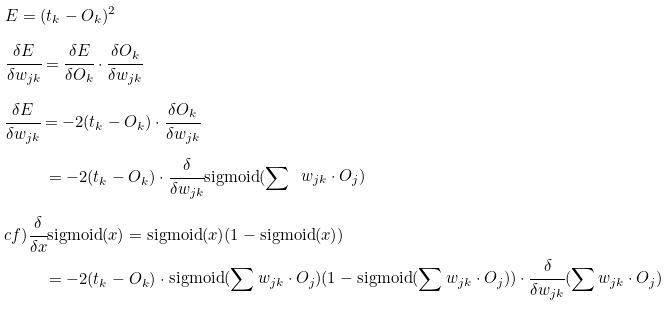 E = (t_k − O_k)^2
δE/δw_jk = δE/δO_k · δO_k/δw_jk
δE/δw_jk = −2(t_k − O_k) · δO_k/δw_jk
= −2(t_k − O_k) · δ/δw_jk sigmoid(∑ w_jk · O_j)
cf) δ/δx sigmoid(x) = sigmoid(x)(1 − sigmoid(x))
= −2(t_k − O_k) · sigmoid(∑ w_jk · O_j)(1 − sigmoid(∑ w_jk · O_j)) · δ/δw_jk (∑ w_jk · O_j)